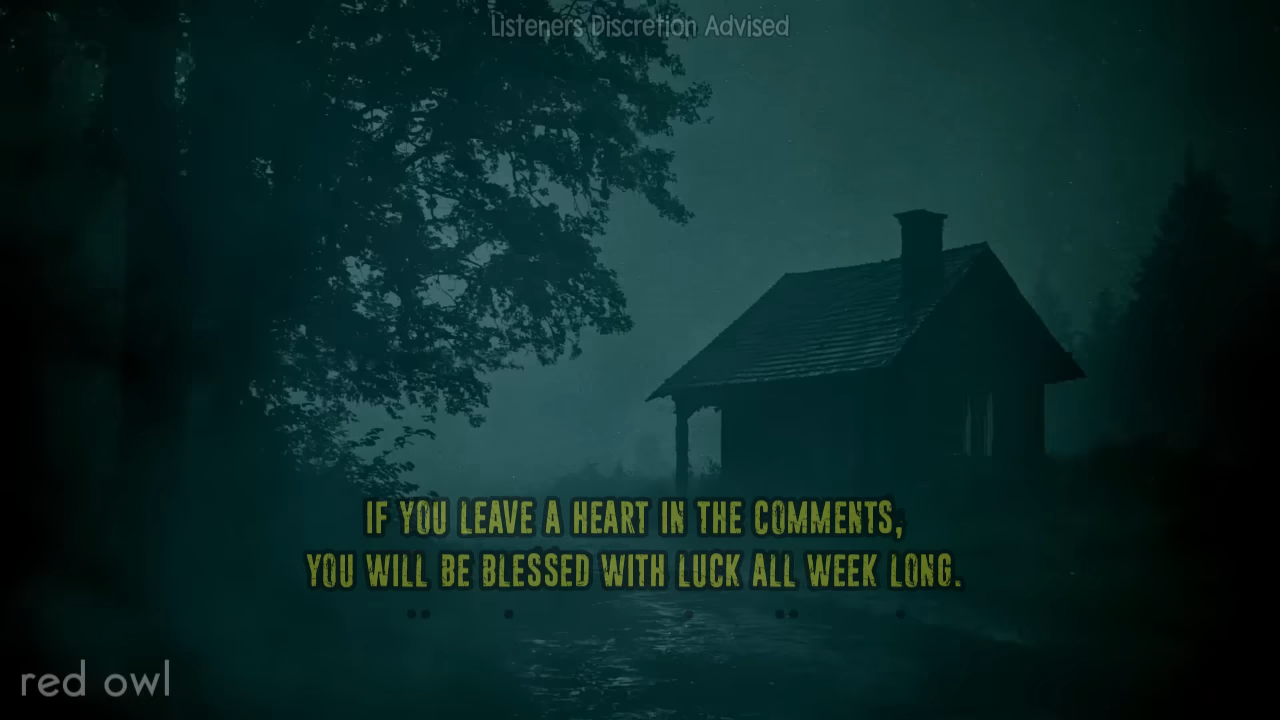 Listeners Discretion Advised
IF YOU LEAVE A HEART IN THE COMMENTS,
YOU WILL BE BLESSED WITH LUCK ALL WEEK LONG.
red owl